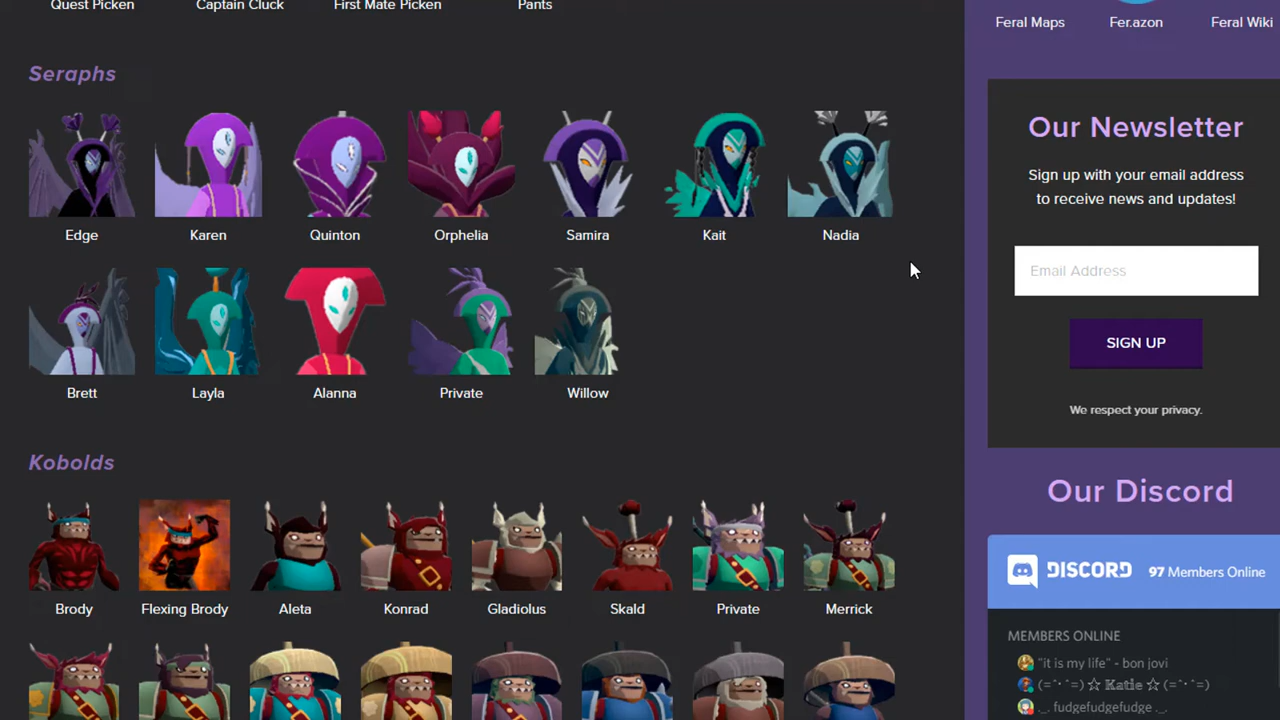 Quest Picken Captain Cluck First Mate Picken Pants
Seraphs
Edge Karen Quinton Orphelia Samira Kait Nadia
Brett Layla Alanna Private Willow
Kobolds
Brody Flexing Brody Aleta Konrad Gladiolus Skald Private Merrick
Feral Maps Fer.azon Feral Wiki
Our Newsletter
Sign up with your email address
to receive news and updates!
Email Address
SIGN UP
We respect your privacy.
Our Discord
DISCORD 97 Members Online
MEMBERS ONLINE
"it is my life" - bon jovi
(=˄·˄=)☆ 𝕂𝕒𝕥𝕚𝕖 ☆(=˄·˄=)
._. fudgefudgefudge ._.